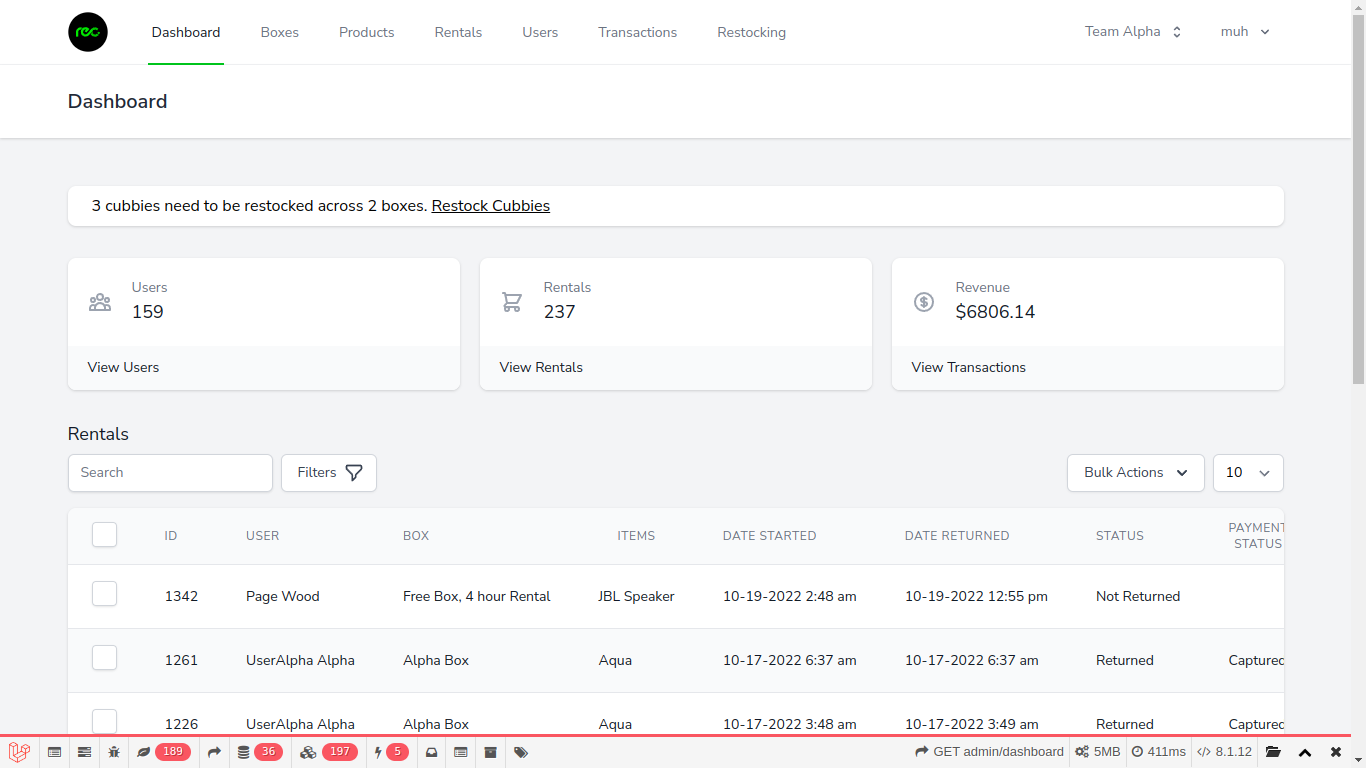 rec Dashboard Boxes Products Rentals Users Transactions Restocking Team Alpha muh
Dashboard
3 cubbies need to be restocked across 2 boxes. Restock Cubbies
Users Rentals Revenue
159 237 $6806.14
View Users View Rentals View Transactions
Rentals
Search Filters Bulk Actions 10
ID USER BOX ITEMS DATE STARTED DATE RETURNED STATUS PAYMENT STATUS
1342 Page Wood Free Box, 4 hour Rental JBL Speaker 10-19-2022 2:48 am 10-19-2022 12:55 pm Not Returned
1261 UserAlpha Alpha Alpha Box Aqua 10-17-2022 6:37 am 10-17-2022 6:37 am Returned Captured
1226 UserAlpha Alpha Alpha Box Aqua 10-17-2022 3:48 am 10-17-2022 3:49 am Returned Captured
189 36 197 5 GET admin/dashboard 5MB 411ms 8.1.12